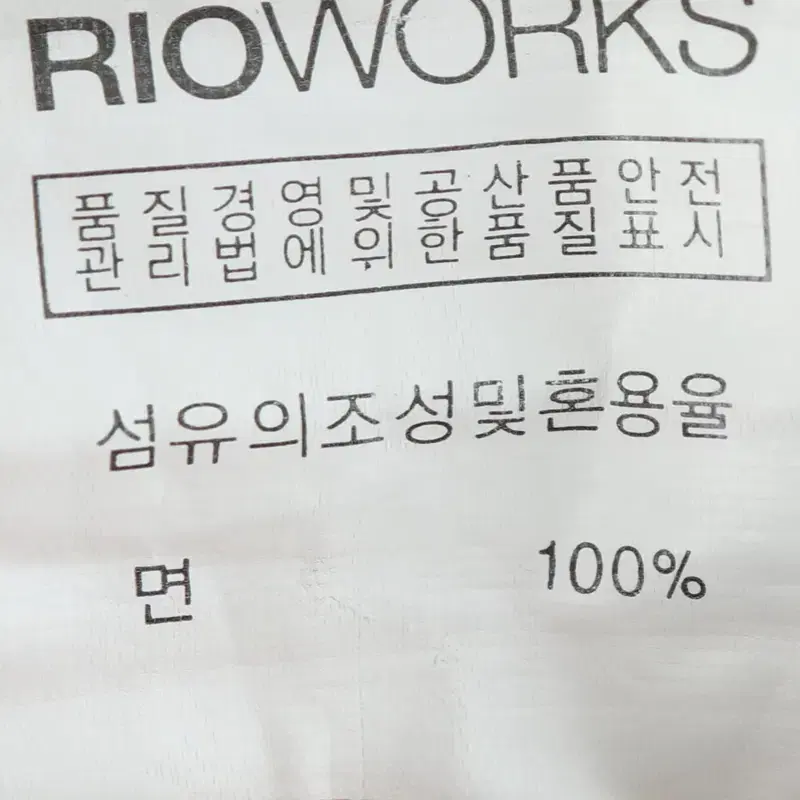 RIOWORKS
품질경영및공산품안전
관리법에위한품질표시
섬유의조성및혼용율
면 100%